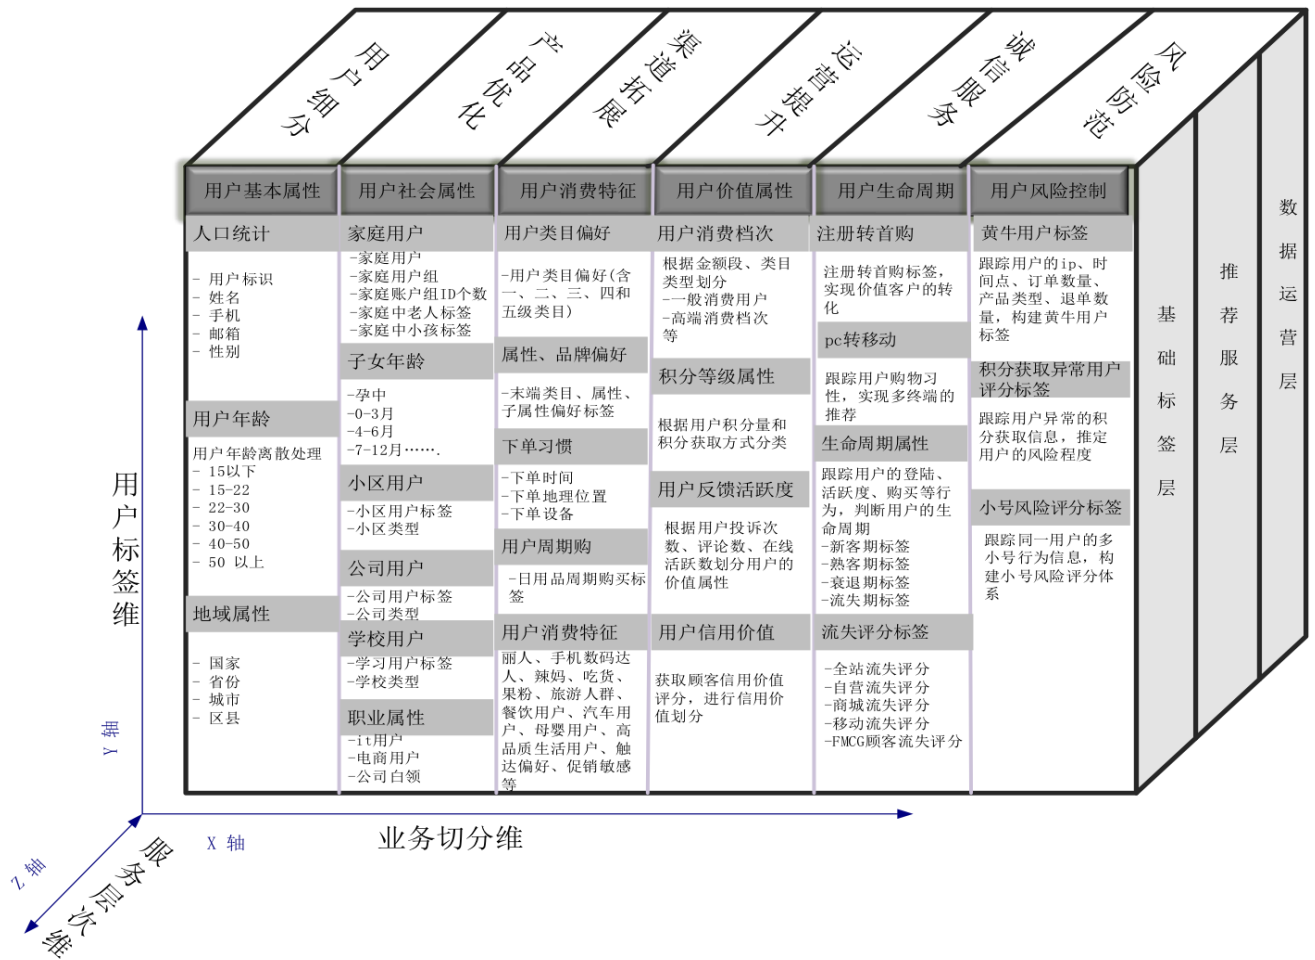 用户细分
产品优化
渠道拓展
运营提升
诚信服务
风险防范
用户基本属性
人口统计
- 用户标识
- 姓名
- 手机
- 邮箱
- 性别
用户年龄
用户年龄离散处理
- 15以下
- 15-22
- 22-30
- 30-40
- 40-50
- 50 以上
地域属性
- 国家
- 省份
- 城市
- 区县
用户社会属性
家庭用户
-家庭用户
-家庭用户组
-家庭账户组ID个数
-家庭中老人标签
-家庭中小孩标签
子女年龄
-孕中
-0-3月
-4-6月
-7-12月…….
小区用户
-小区用户标签
-小区类型
公司用户
-公司用户标签
-公司类型
学校用户
-学习用户标签
-学校类型
职业属性
-it用户
-电商用户
-公司白领
用户消费特征
用户类目偏好
-用户类目偏好(含
一、二、三、四和
五级类目)
属性、品牌偏好
-末端类目、属性、
子属性偏好标签
下单习惯
-下单时间
-下单地理位置
-下单设备
用户周期购
-日用品周期购买标
签
用户消费特征
丽人、手机数码达
人、辣妈、吃货、
果粉、旅游人群、
餐饮用户、汽车用
户、母婴用户、高
品质生活用户、触
达偏好、促销敏感
等
用户价值属性
用户消费档次
根据金额段、类目
类型划分
-一般消费用户
-高端消费档次
等
积分等级属性
根据用户积分量和
积分获取方式分类
用户反馈活跃度
根据用户投诉次
数、评论数、在线
活跃数划分用户的
价值属性
用户信用价值
获取顾客信用价值
评分，进行信用价
值划分
用户生命周期
注册转首购
注册转首购标签，
实现价值客户的转
化
pc转移动
跟踪用户购物习
性，实现多终端的
推荐
生命周期属性
跟踪用户的登陆、
活跃度、购买等行
为，判断用户的生
命周期
-新客期标签
-熟客期标签
-衰退期标签
-流失期标签
流失评分标签
-全站流失评分
-自营流失评分
-商城流失评分
-移动流失评分
-FMCG顾客流失评分
用户风险控制
黄牛用户标签
跟踪用户的ip、时
间点、订单数量、
产品类型、退单数
量，构建黄牛用户
标签
积分获取异常用户
评分标签
跟踪用户异常的积
分获取信息，推定
用户的风险程度
小号风险评分标签
跟踪同一用户的多
小号行为信息，构
建小号风险评分体
系
基础标签层
推荐服务层
数据运营层
用户标签维
Y 轴
X 轴
业务切分维
Z 轴
服务层次维